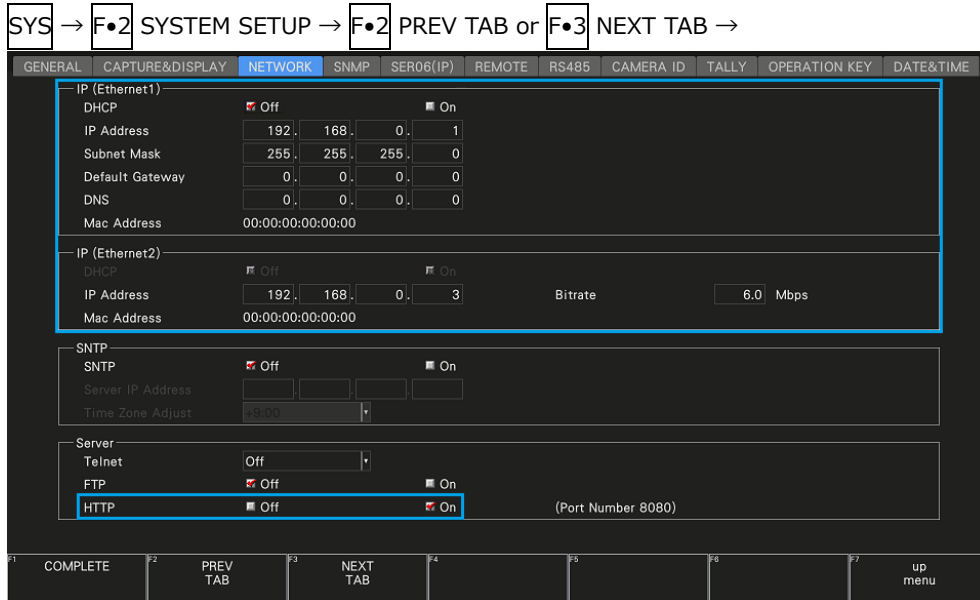 SYS → F•2 SYSTEM SETUP → F•2 PREV TAB or F•3 NEXT TAB →
GENERAL CAPTURE&DISPLAY NETWORK SNMP SER06(IP) REMOTE RS485 CAMERA ID TALLY OPERATION KEY DATE&TIME
IP (Ethernet1)
DHCP Off On
IP Address 192. 168. 0. 1
Subnet Mask 255. 255. 255. 0
Default Gateway 0. 0. 0. 0
DNS 0. 0. 0. 0
Mac Address 00:00:00:00:00:00
IP (Ethernet2)
DHCP Off On
IP Address 192. 168. 0. 3 Bitrate 6.0 Mbps
Mac Address 00:00:00:00:00:00
SNTP
SNTP Off On
Server IP Address . . .
Time Zone Adjust +9:00
Server
Telnet Off
FTP Off On
HTTP Off On (Port Number 8080)
F1 COMPLETE F2 PREV TAB F3 NEXT TAB F4 F5 F6 F7 up menu